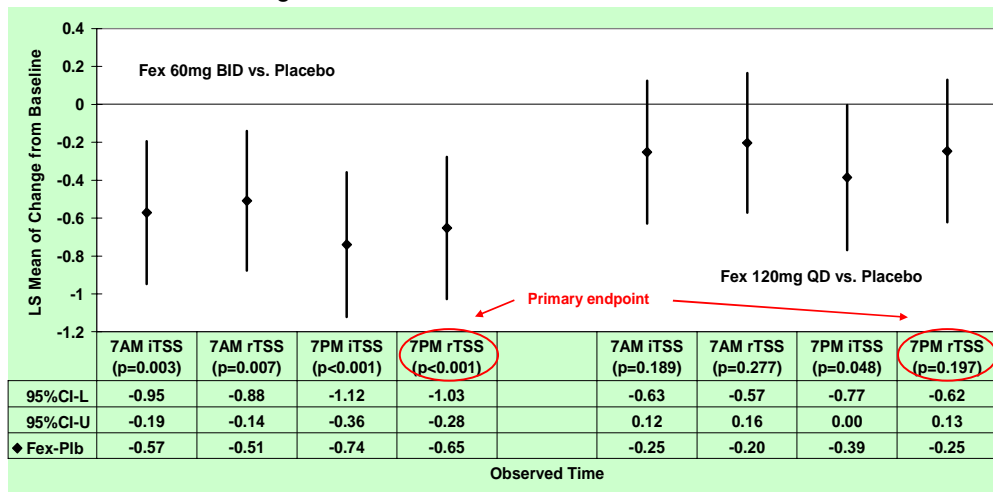 0.4
0.2
0
-0.2
-0.4
-0.6
-0.8
-1
-1.2
LS Mean of Change from Baseline
Fex 60mg BID vs. Placebo
Fex 120mg QD vs. Placebo
Primary endpoint
7AM iTSS 7AM rTSS 7PM iTSS 7PM rTSS 7AM iTSS 7AM rTSS 7PM iTSS 7PM rTSS
(p=0.003) (p=0.007) (p<0.001) (p<0.001) (p=0.189) (p=0.277) (p=0.048) (p=0.197)
95%CI-L -0.95 -0.88 -1.12 -1.03 -0.63 -0.57 -0.77 -0.62
95%CI-U -0.19 -0.14 -0.36 -0.28 0.12 0.16 0.00 0.13
Fex-Plb -0.57 -0.51 -0.74 -0.65 -0.25 -0.20 -0.39 -0.25
Observed Time